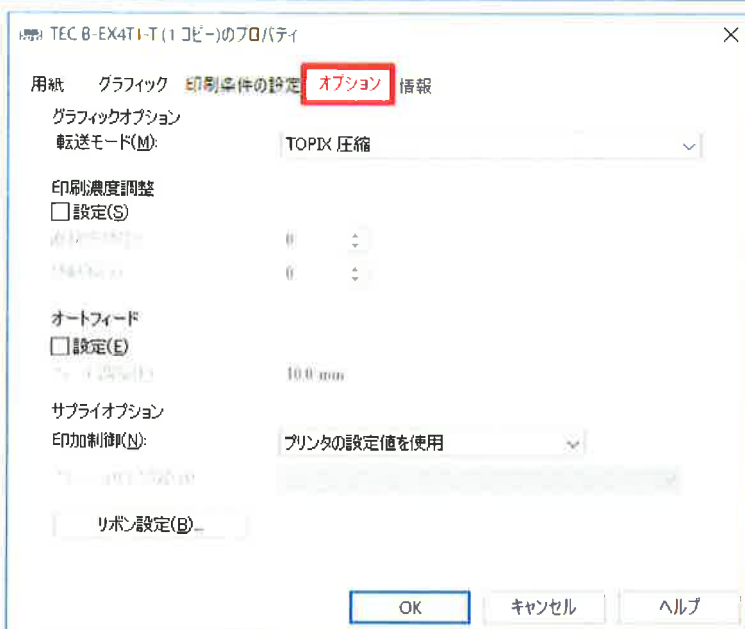 TEC B-EX4T1-T (1 コピー)のプロパティ
用紙 グラフィック 印刷条件の設定 オプション 情報
グラフィックオプション
転送モード(M): TOPIX 圧縮
印刷濃度調整
設定(S)
0
0
オートフィード
設定(E)
10.0 mm
サプライオプション
印加制御(N): プリンタの設定値を使用
リボン設定(B)...
OK キャンセル ヘルプ